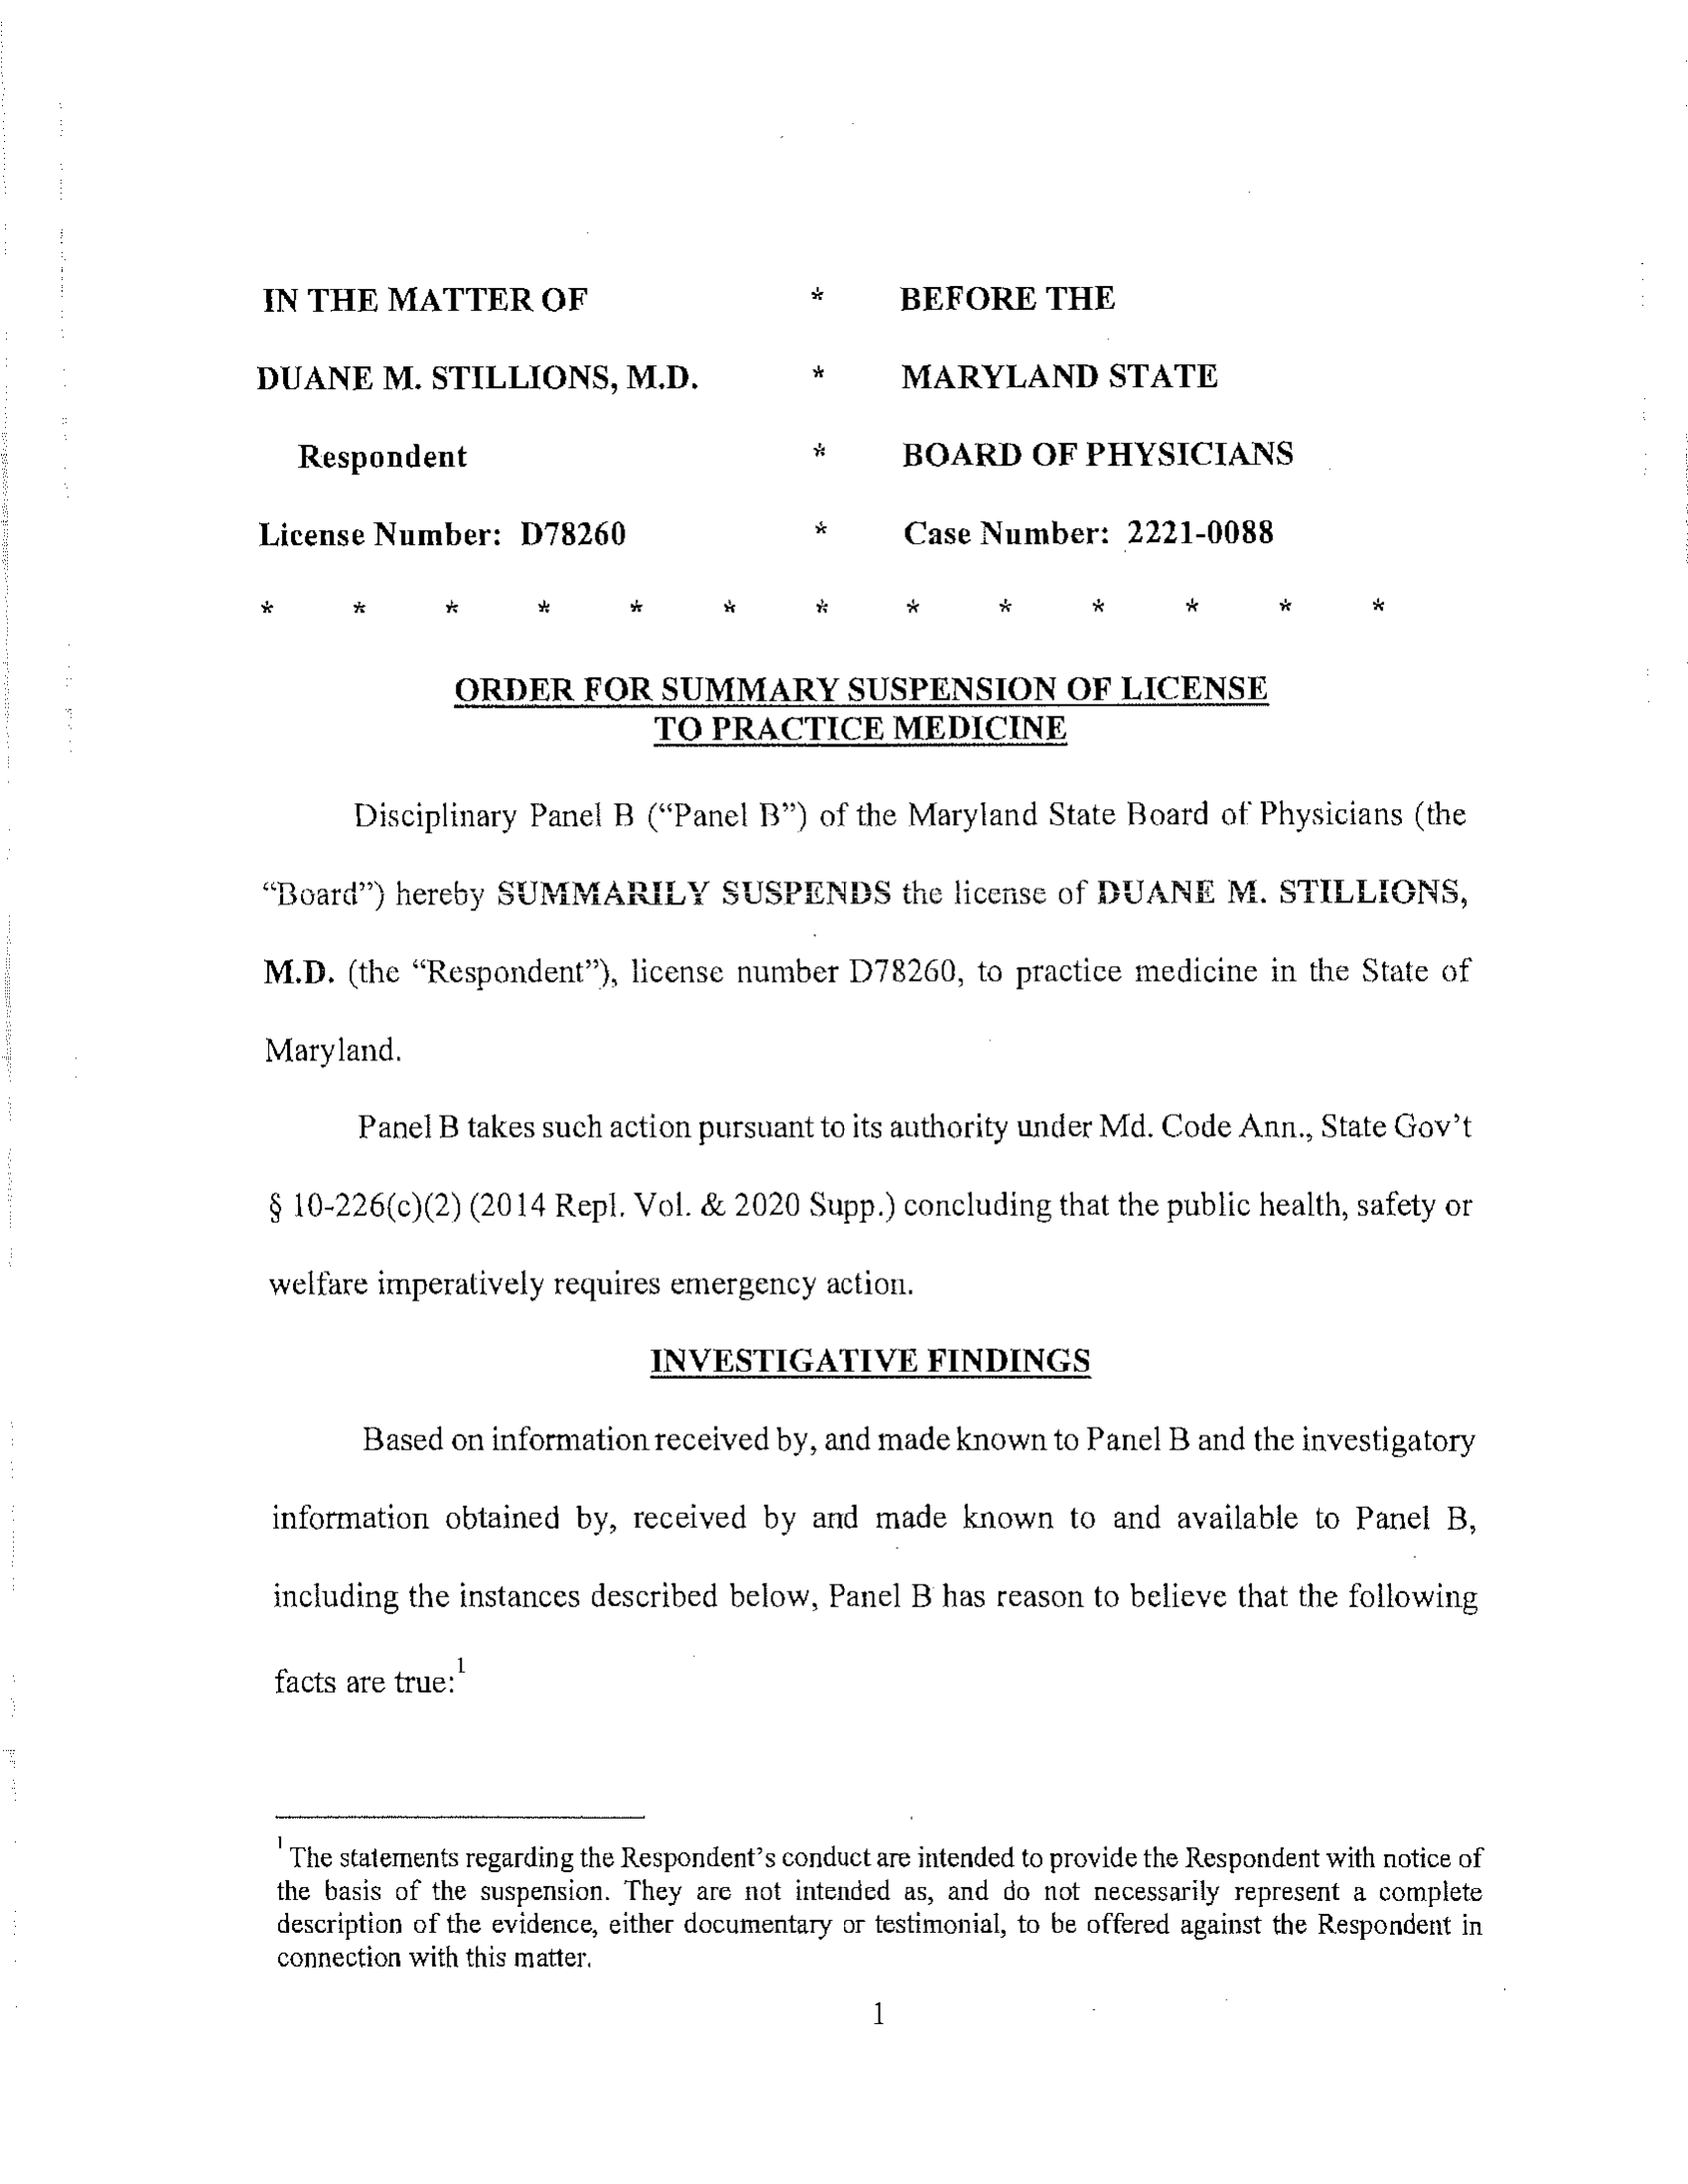 IN THE MATTER OF * BEFORE THE
DUANE M. STILLIONS, M.D. * MARYLAND STATE
Respondent * BOARD OF PHYSICIANS
License Number: D78260 * Case Number: 2221-0088
* * * * * * * * * * * * *
ORDER FOR SUMMARY SUSPENSION OF LICENSE
TO PRACTICE MEDICINE
Disciplinary Panel B (“Panel B”) of the Maryland State Board of Physicians (the
“Board”) hereby SUMMARILY SUSPENDS the license of DUANE M. STILLIONS,
M.D. (the “Respondent”), license number D78260, to practice medicine in the State of
Maryland.
Panel B takes such action pursuant to its authority under Md. Code Ann., State Gov’t
§ 10-226(c)(2) (2014 Repl. Vol. & 2020 Supp.) concluding that the public health, safety or
welfare imperatively requires emergency action.
INVESTIGATIVE FINDINGS
Based on information received by, and made known to Panel B and the investigatory
information obtained by, received by and made known to and available to Panel B,
including the instances described below, Panel B has reason to believe that the following
facts are true:1
1 The statements regarding the Respondent’s conduct are intended to provide the Respondent with notice of
the basis of the suspension. They are not intended as, and do not necessarily represent a complete
description of the evidence, either documentary or testimonial, to be offered against the Respondent in
connection with this matter.
1